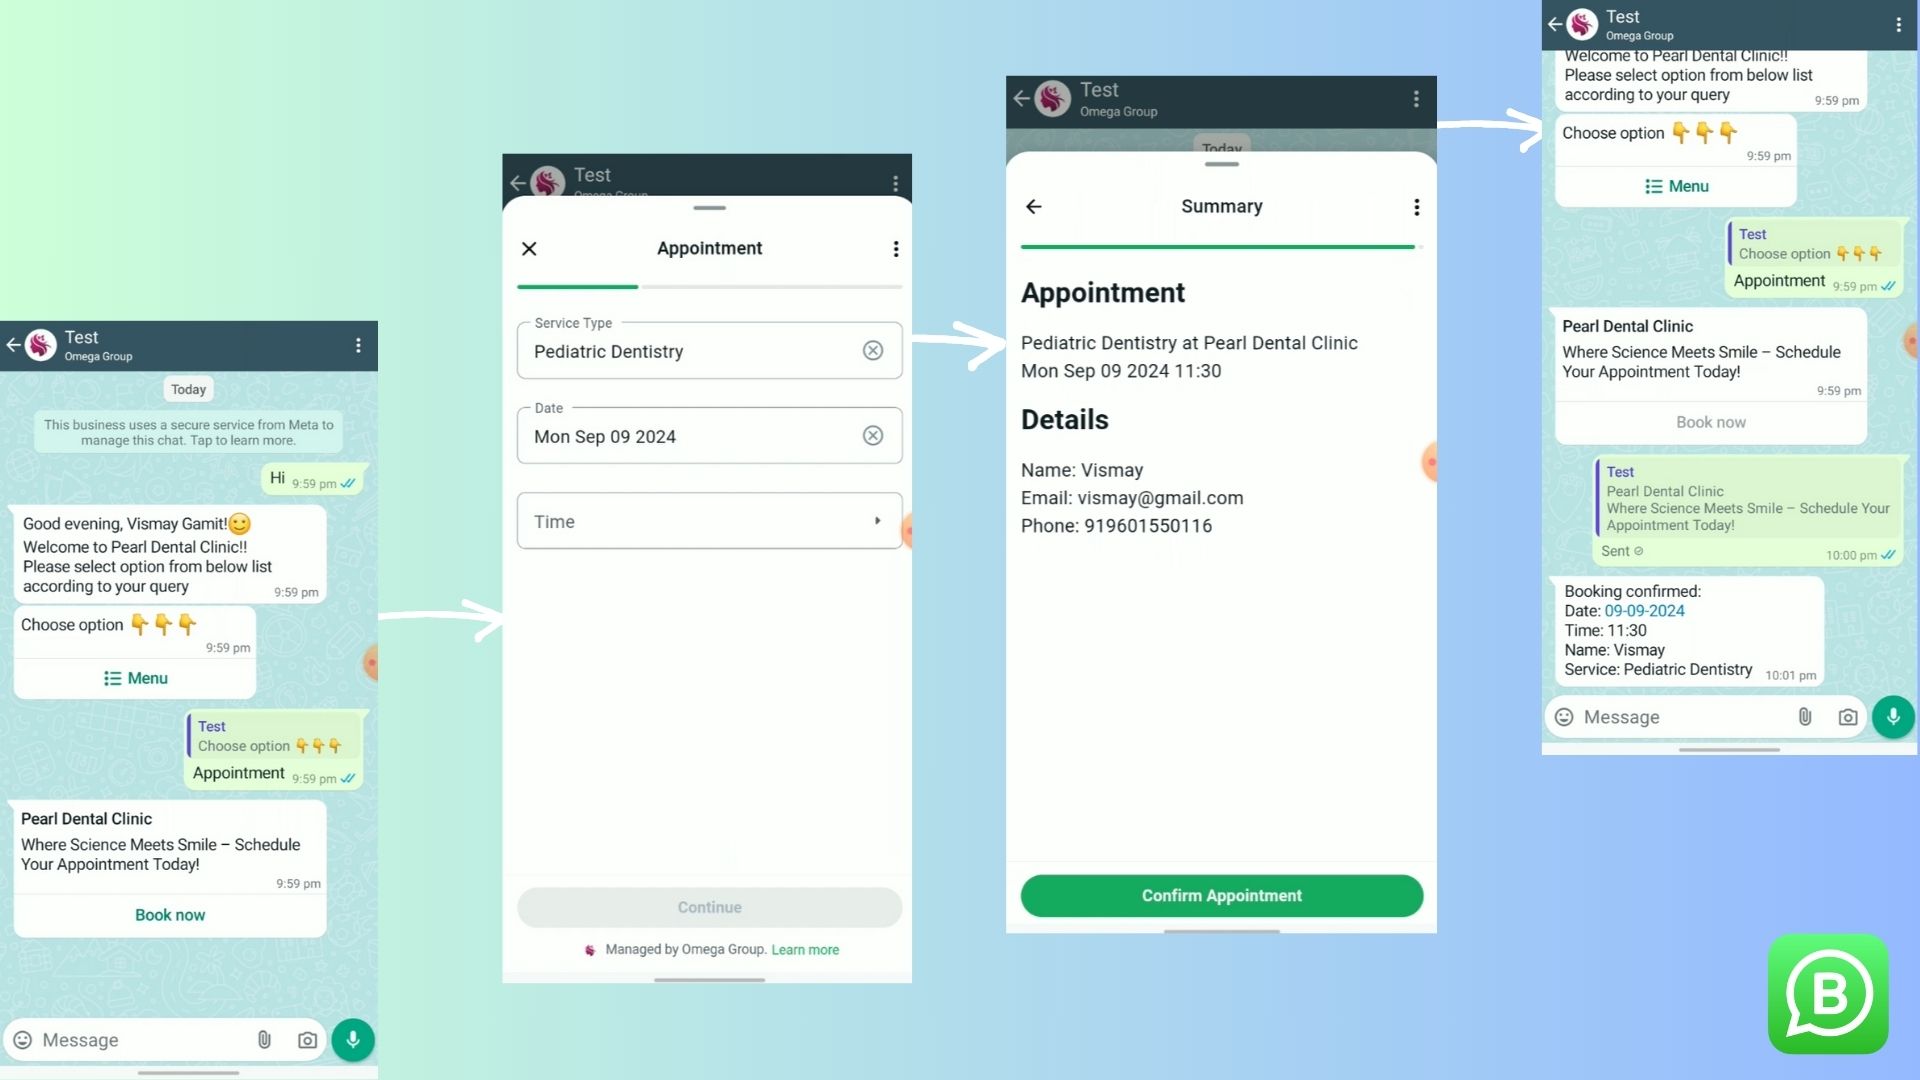 Test
Omega Group
Today
This business uses a secure service from Meta to
manage this chat. Tap to learn more.
Hi 9:59 pm
Good evening, Vismay Gamit!🙂
Welcome to Pearl Dental Clinic!!
Please select option from below list
according to your query
9:59 pm
Choose option 👇👇👇
9:59 pm
Menu
Test
Choose option 👇👇👇
Appointment 9:59 pm
Pearl Dental Clinic
Where Science Meets Smile – Schedule
Your Appointment Today!
9:59 pm
Book now
Message
Test
Omega Group
Appointment
Service Type
Pediatric Dentistry
Date
Mon Sep 09 2024
Time
Continue
Managed by Omega Group. Learn more
Test
Omega Group
Today
Summary
Appointment
Pediatric Dentistry at Pearl Dental Clinic
Mon Sep 09 2024 11:30
Details
Name: Vismay
Email: vismay@gmail.com
Phone: 919601550116
Confirm Appointment
Test
Omega Group
Welcome to Pearl Dental Clinic!!
Please select option from below list
according to your query
9:59 pm
Choose option 👇👇👇
9:59 pm
Menu
Test
Choose option 👇👇👇
Appointment 9:59 pm
Pearl Dental Clinic
Where Science Meets Smile – Schedule
Your Appointment Today!
9:59 pm
Book now
Test
Pearl Dental Clinic
Where Science Meets Smile – Schedule Your
Appointment Today!
Sent
10:00 pm
Booking confirmed:
Date: 09-09-2024
Time: 11:30
Name: Vismay
Service: Pediatric Dentistry 10:01 pm
Message
B